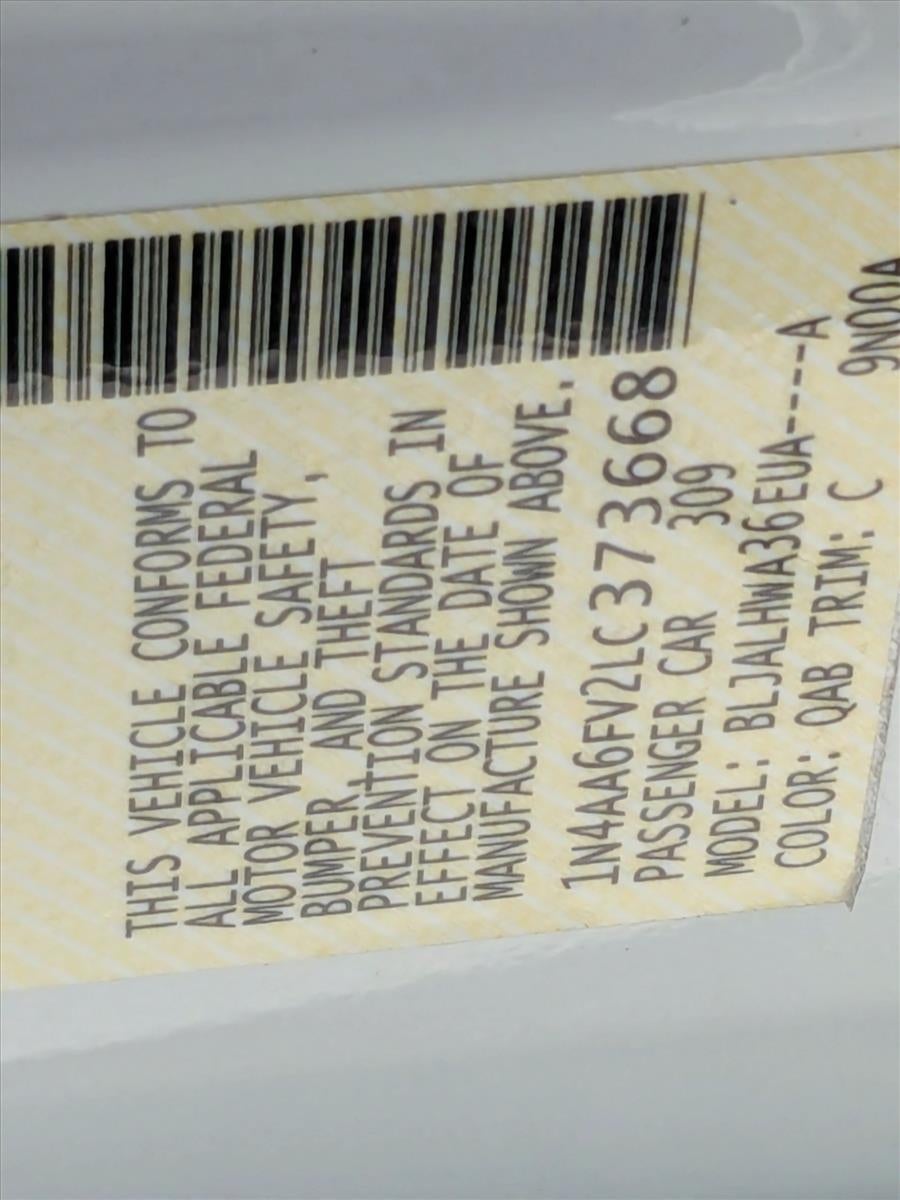 THIS VEHICLE CONFORMS TO
ALL APPLICABLE FEDERAL
MOTOR VEHICLE SAFETY,
BUMPER, AND THEFT
PREVENTION STANDARDS IN
EFFECT ON THE DATE OF
MANUFACTURE SHOWN ABOVE.
1N4AA6FV2LC373668
PASSENGER CAR 309
MODEL: BLJALHWA36EUA----A
COLOR: QAB TRIM: C 9N00A